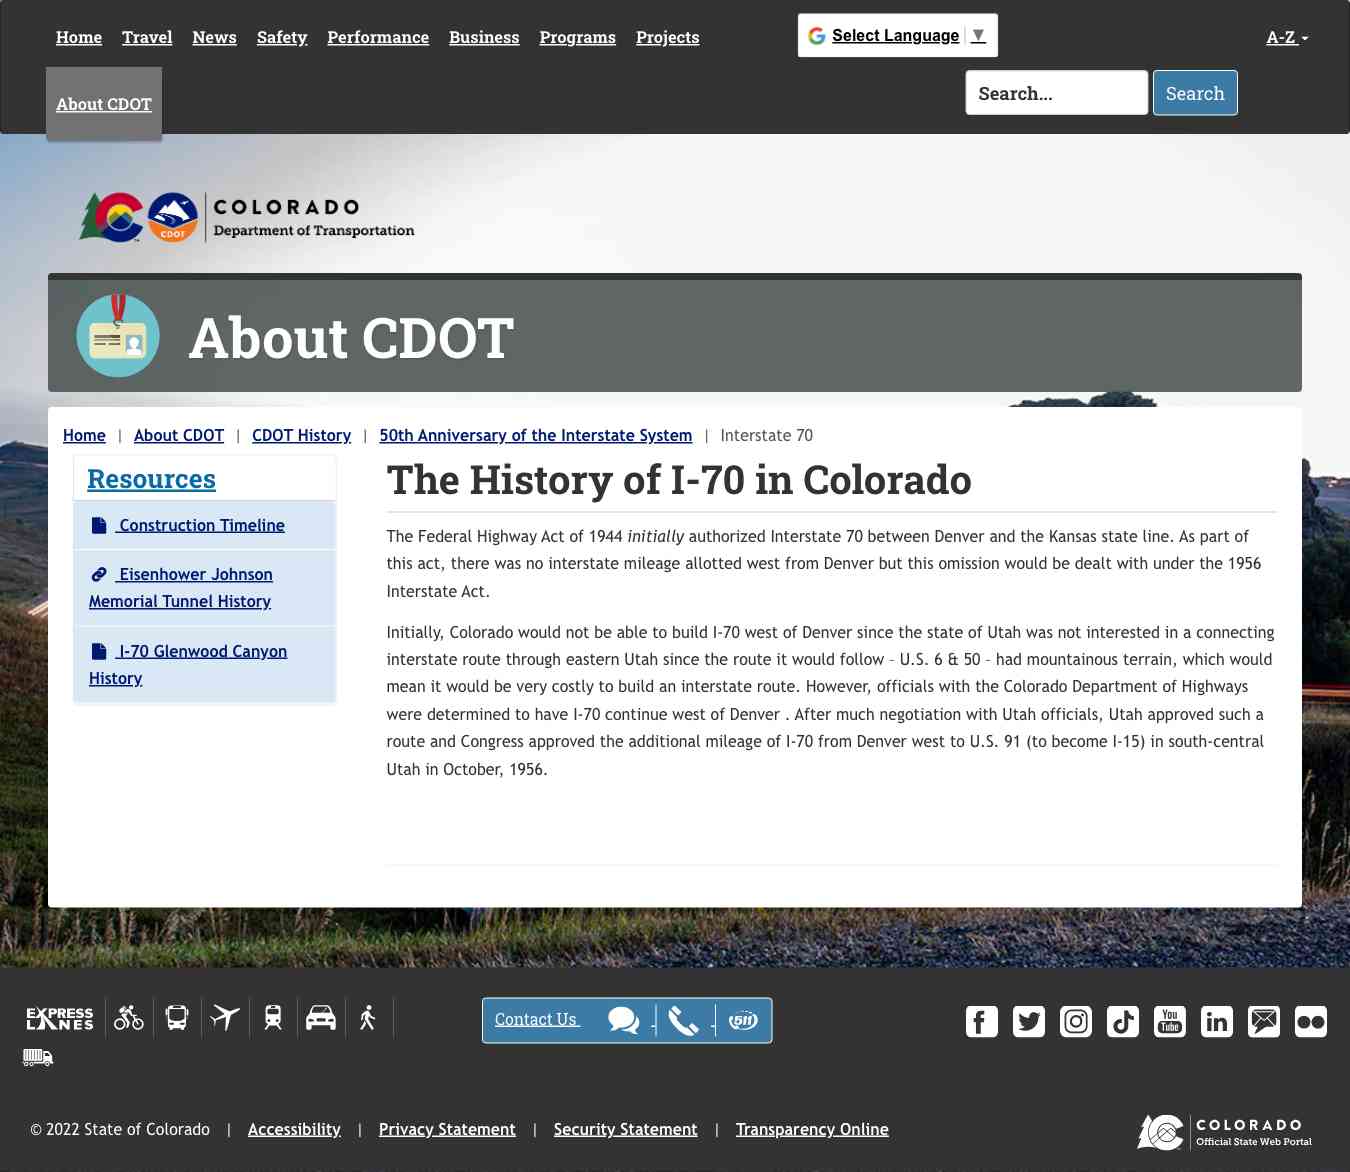 Home Travel News Safety Performance Business Programs Projects
Select Language ▼
A-Z
About CDOT
Search...
Search
COLORADO
Department of Transportation
CDOT
About CDOT
Home | About CDOT | CDOT History | 50th Anniversary of the Interstate System | Interstate 70
Resources
Construction Timeline
Eisenhower Johnson
Memorial Tunnel History
I-70 Glenwood Canyon
History
The History of I-70 in Colorado
The Federal Highway Act of 1944 initially authorized Interstate 70 between Denver and the Kansas state line. As part of
this act, there was no interstate mileage allotted west from Denver but this omission would be dealt with under the 1956
Interstate Act.
Initially, Colorado would not be able to build I-70 west of Denver since the state of Utah was not interested in a connecting
interstate route through eastern Utah since the route it would follow - U.S. 6 & 50 - had mountainous terrain, which would
mean it would be very costly to build an interstate route. However, officials with the Colorado Department of Highways
were determined to have I-70 continue west of Denver . After much negotiation with Utah officials, Utah approved such a
route and Congress approved the additional mileage of I-70 from Denver west to U.S. 91 (to become I-15) in south-central
Utah in October, 1956.
EXPRESS
LANES
Contact Us
511
You
Tube
in
© 2022 State of Colorado | Accessibility | Privacy Statement | Security Statement | Transparency Online
COLORADO
Official State Web Portal